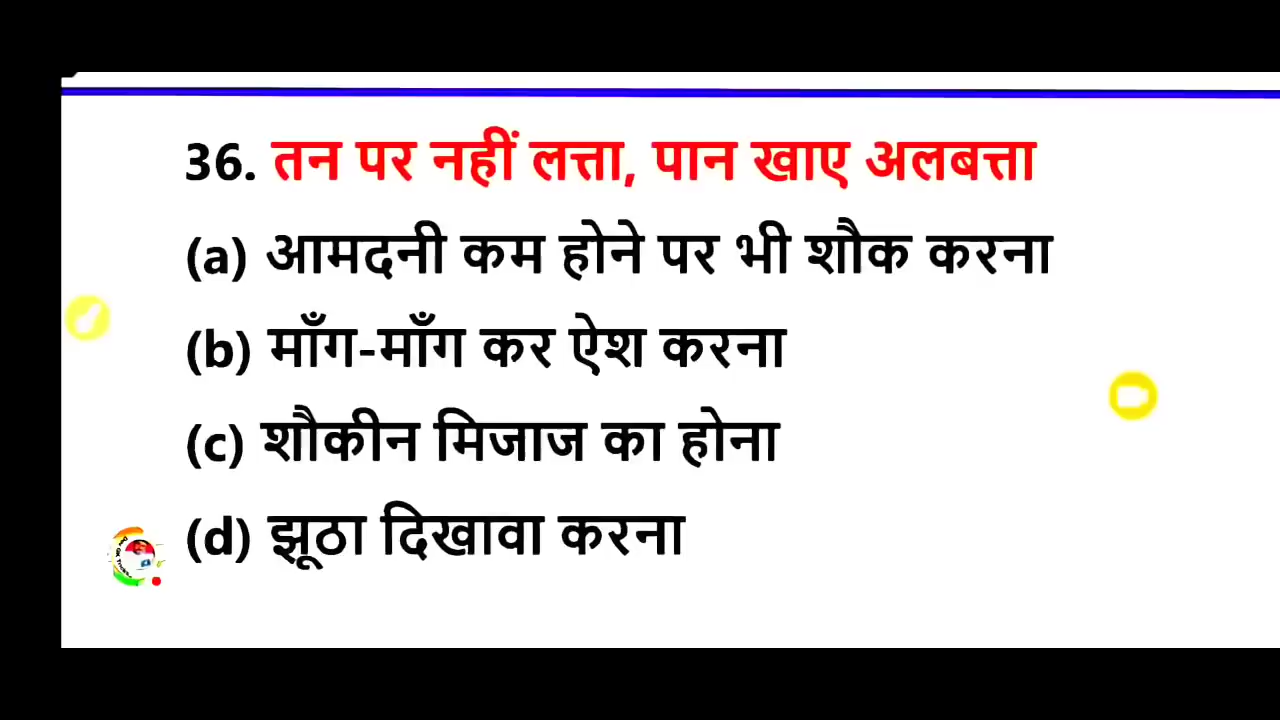 36. तन पर नहीं लत्ता, पान खाए अलबत्ता
(a) आमदनी कम होने पर भी शौक करना
(b) माँग-माँग कर ऐश करना
(c) शौकीन मिजाज का होना
(d) झूठा दिखावा करना